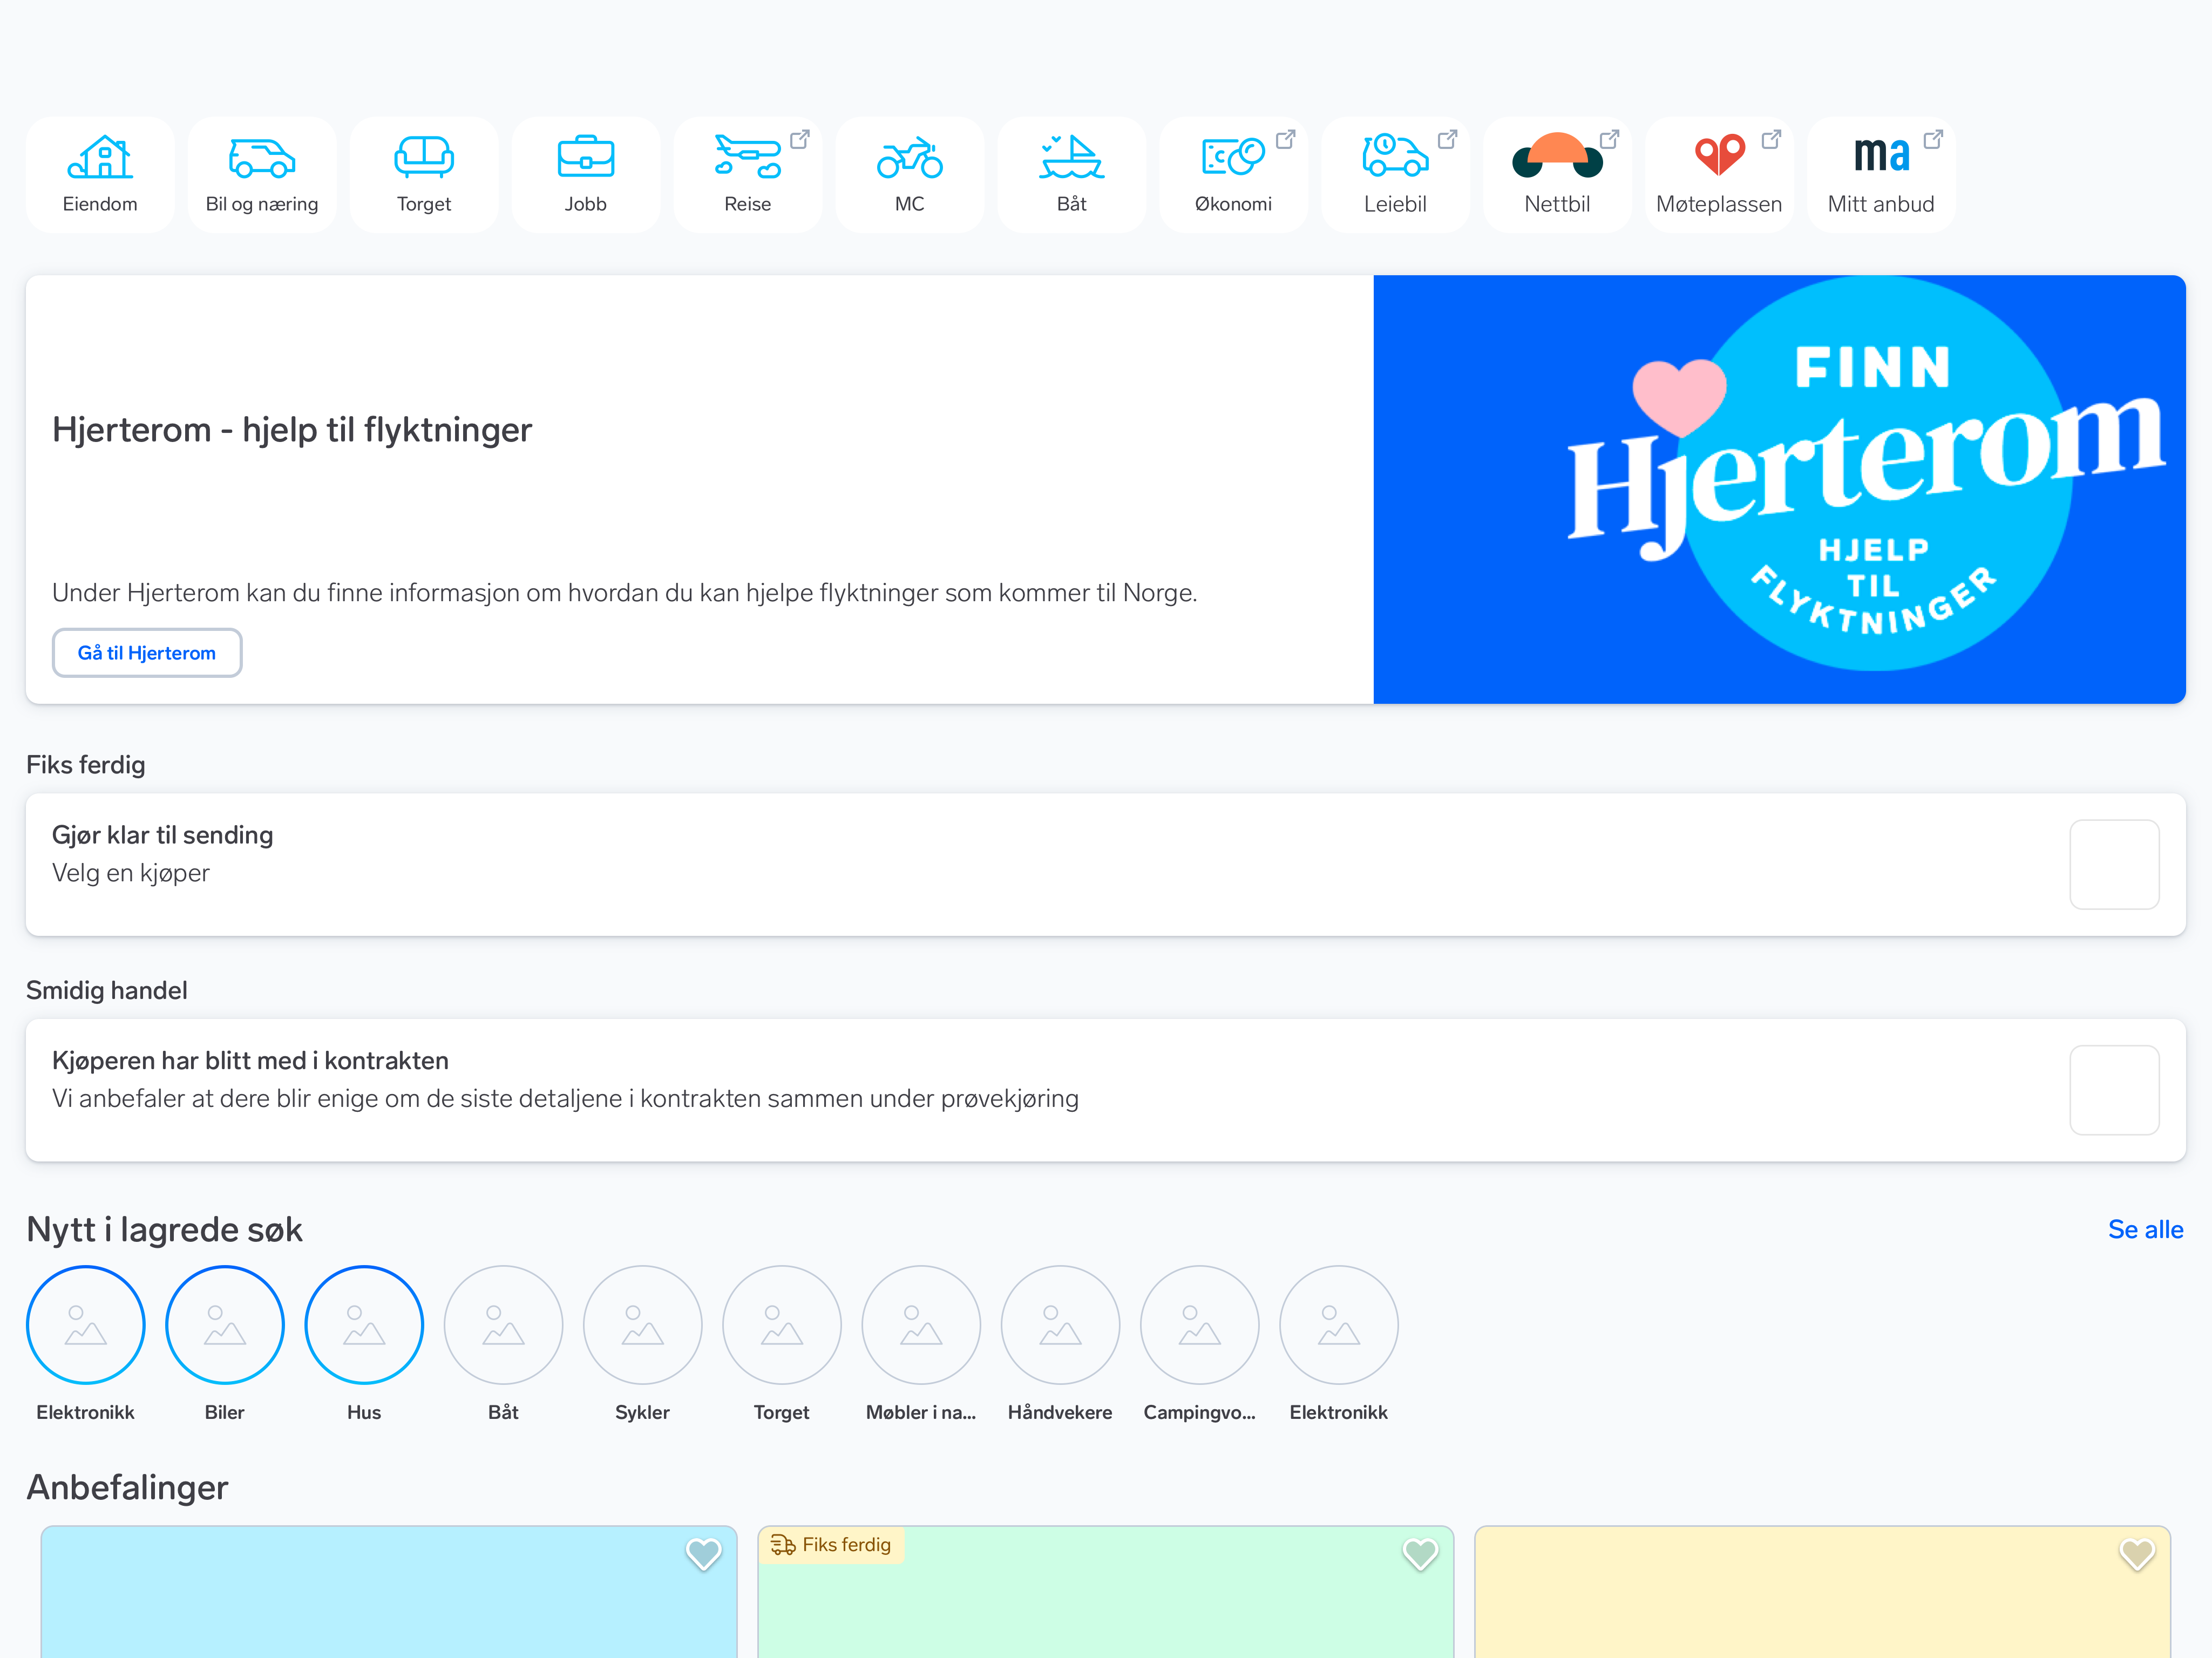 Eiendom
Bil og næring
Torget
Jobb
Reise
MC
Båt
Økonomi
Leiebil
Nettbil
Møteplassen
ma
Mitt anbud
Hjerterom - hjelp til flyktninger
Under Hjerterom kan du finne informasjon om hvordan du kan hjelpe flyktninger som kommer til Norge.
Gå til Hjerterom
FINN
Hjerterom
HJELP
TIL
FLYKTNINGER
Fiks ferdig
Gjør klar til sending
Velg en kjøper
Smidig handel
Kjøperen har blitt med i kontrakten
Vi anbefaler at dere blir enige om de siste detaljene i kontrakten sammen under prøvekjøring
Nytt i lagrede søk
Se alle
Elektronikk
Biler
Hus
Båt
Sykler
Torget
Møbler i na...
Håndvekere
Campingvo...
Elektronikk
Anbefalinger
Fiks ferdig